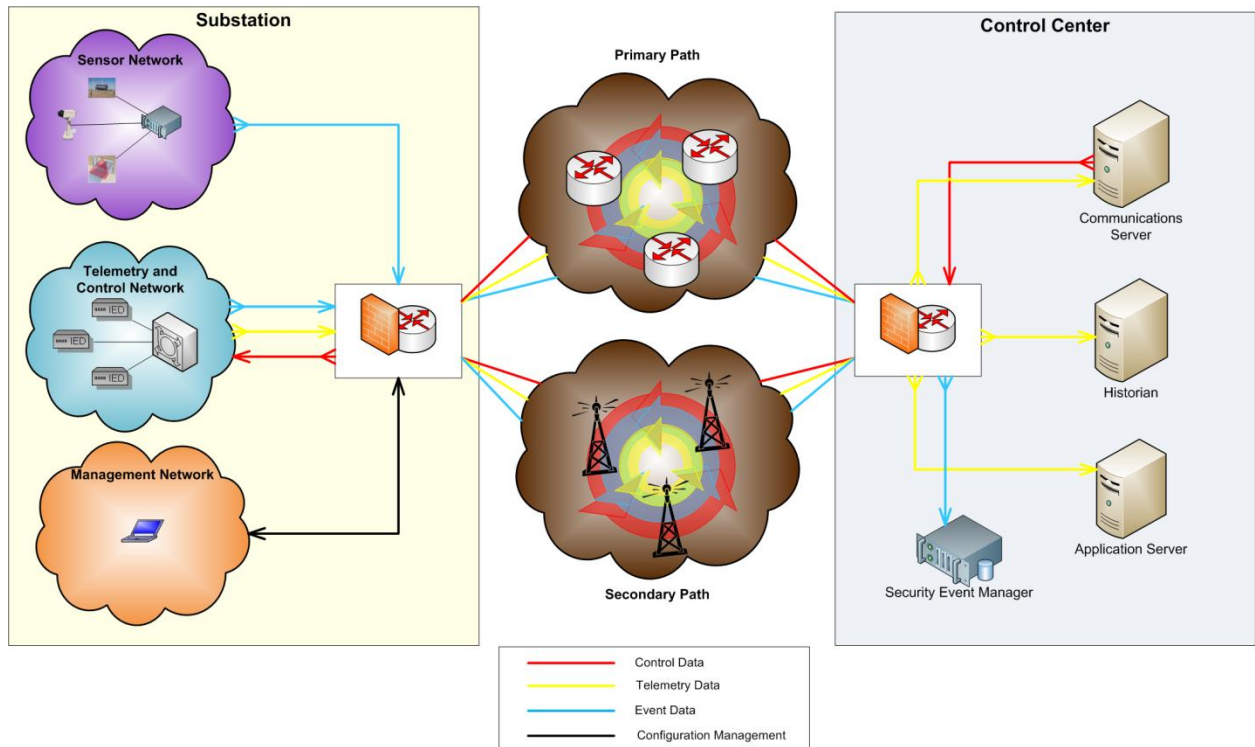 Substation
Sensor Network
Telemetry and
Control Network
IED
IED
IED
Management Network
Primary Path
Secondary Path
Control Center
Communications
Server
Historian
Application Server
Security Event Manager
Control Data
Telemetry Data
Event Data
Configuration Management